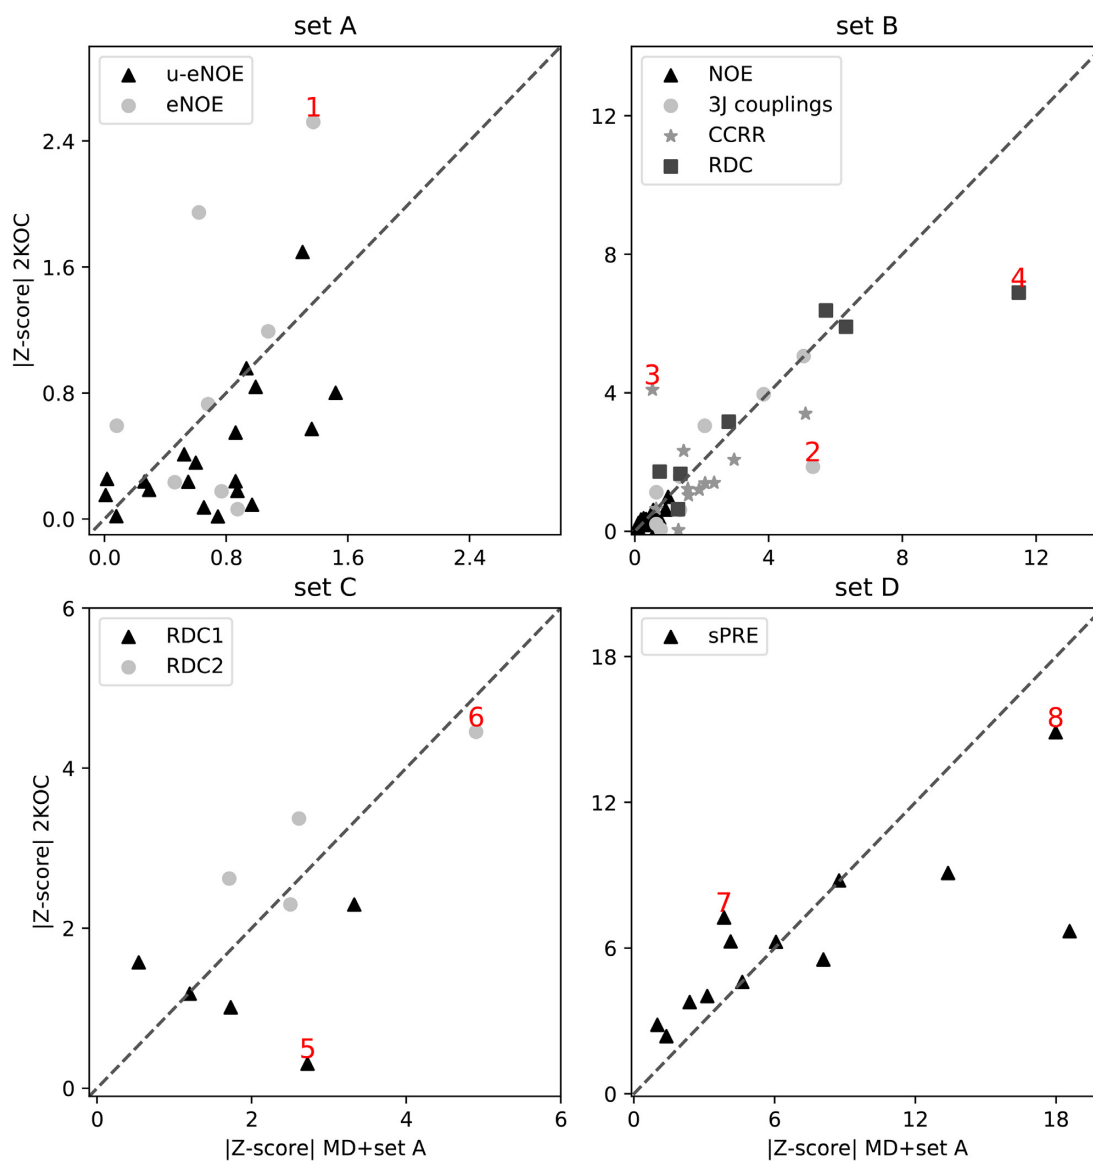 set A
u-eNOE
eNOE
1
2.4
1.6
0.8
0.0
|Z-score| 2KOC
0.0 0.8 1.6 2.4
set B
NOE
3J couplings
CCRR
RDC
12
8
4
0
3
2
4
0 4 8 12
set C
RDC1
RDC2
6
4
2
0
6
5
|Z-score| 2KOC
0 2 4 6
|Z-score| MD+set A
set D
sPRE
18
12
6
0
7
8
0 6 12 18
|Z-score| MD+set A